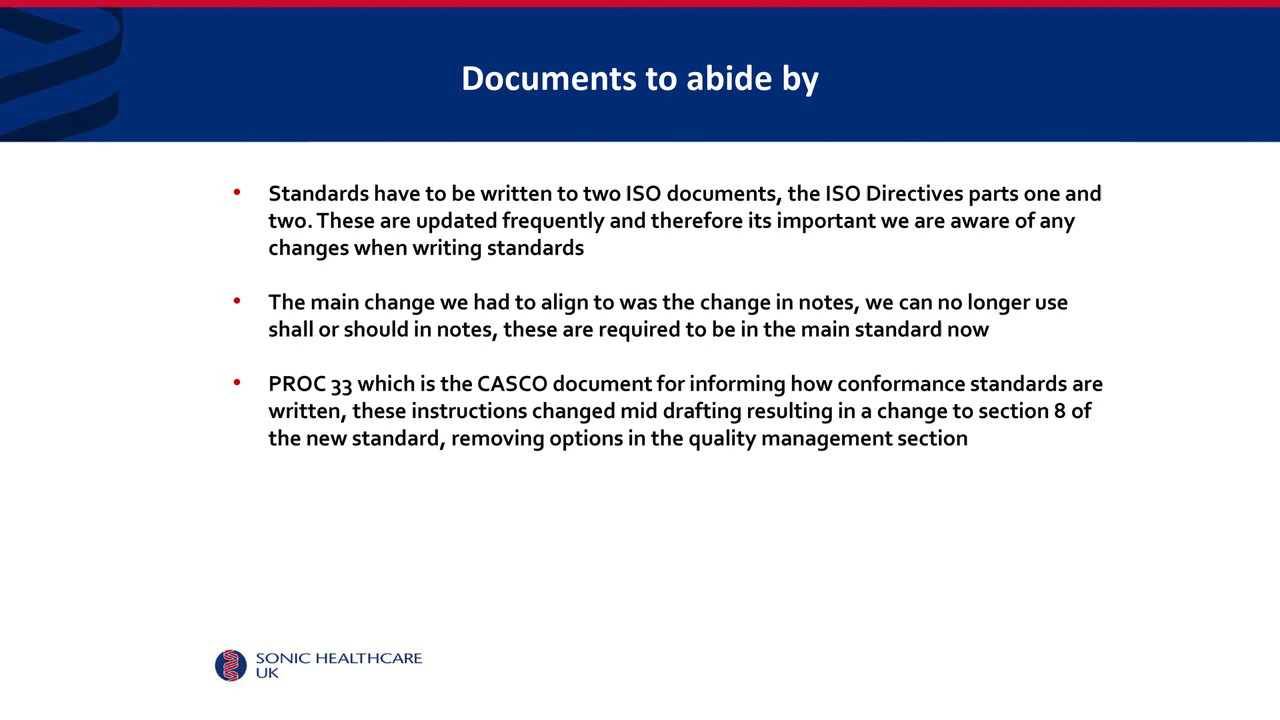 Documents to abide by
• Standards have to be written to two ISO documents, the ISO Directives parts one and
two. These are updated frequently and therefore its important we are aware of any
changes when writing standards
• The main change we had to align to was the change in notes, we can no longer use
shall or should in notes, these are required to be in the main standard now
• PROC 33 which is the CASCO document for informing how conformance standards are
written, these instructions changed mid drafting resulting in a change to section 8 of
the new standard, removing options in the quality management section
SONIC HEALTHCARE
UK